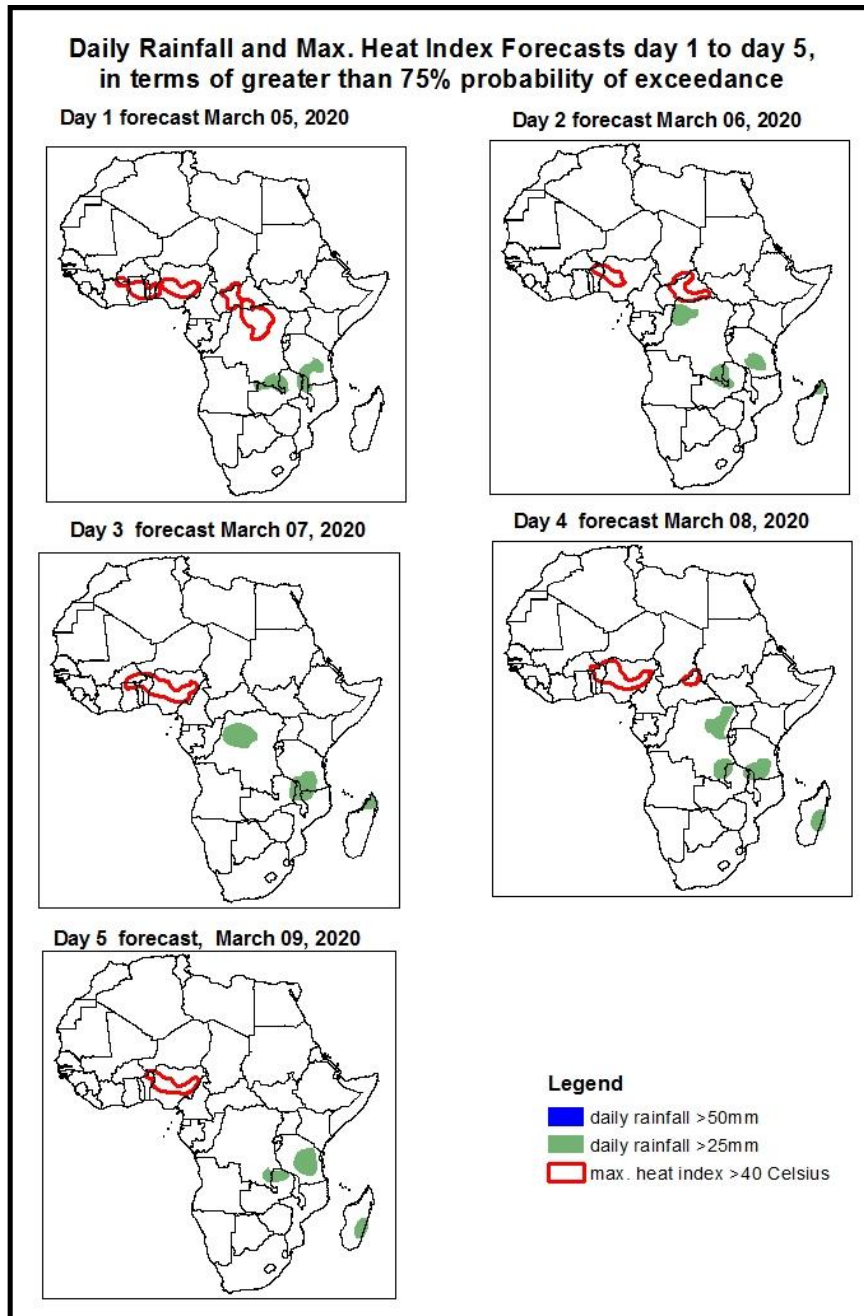 Daily Rainfall and Max. Heat Index Forecasts day 1 to day 5,
in terms of greater than 75% probability of exceedance
Day 1 forecast March 05, 2020
Day 2 forecast March 06, 2020
Day 3 forecast March 07, 2020
Day 4 forecast March 08, 2020
Day 5 forecast, March 09, 2020
Legend
daily rainfall >50mm
daily rainfall >25mm
max. heat index >40 Celsius